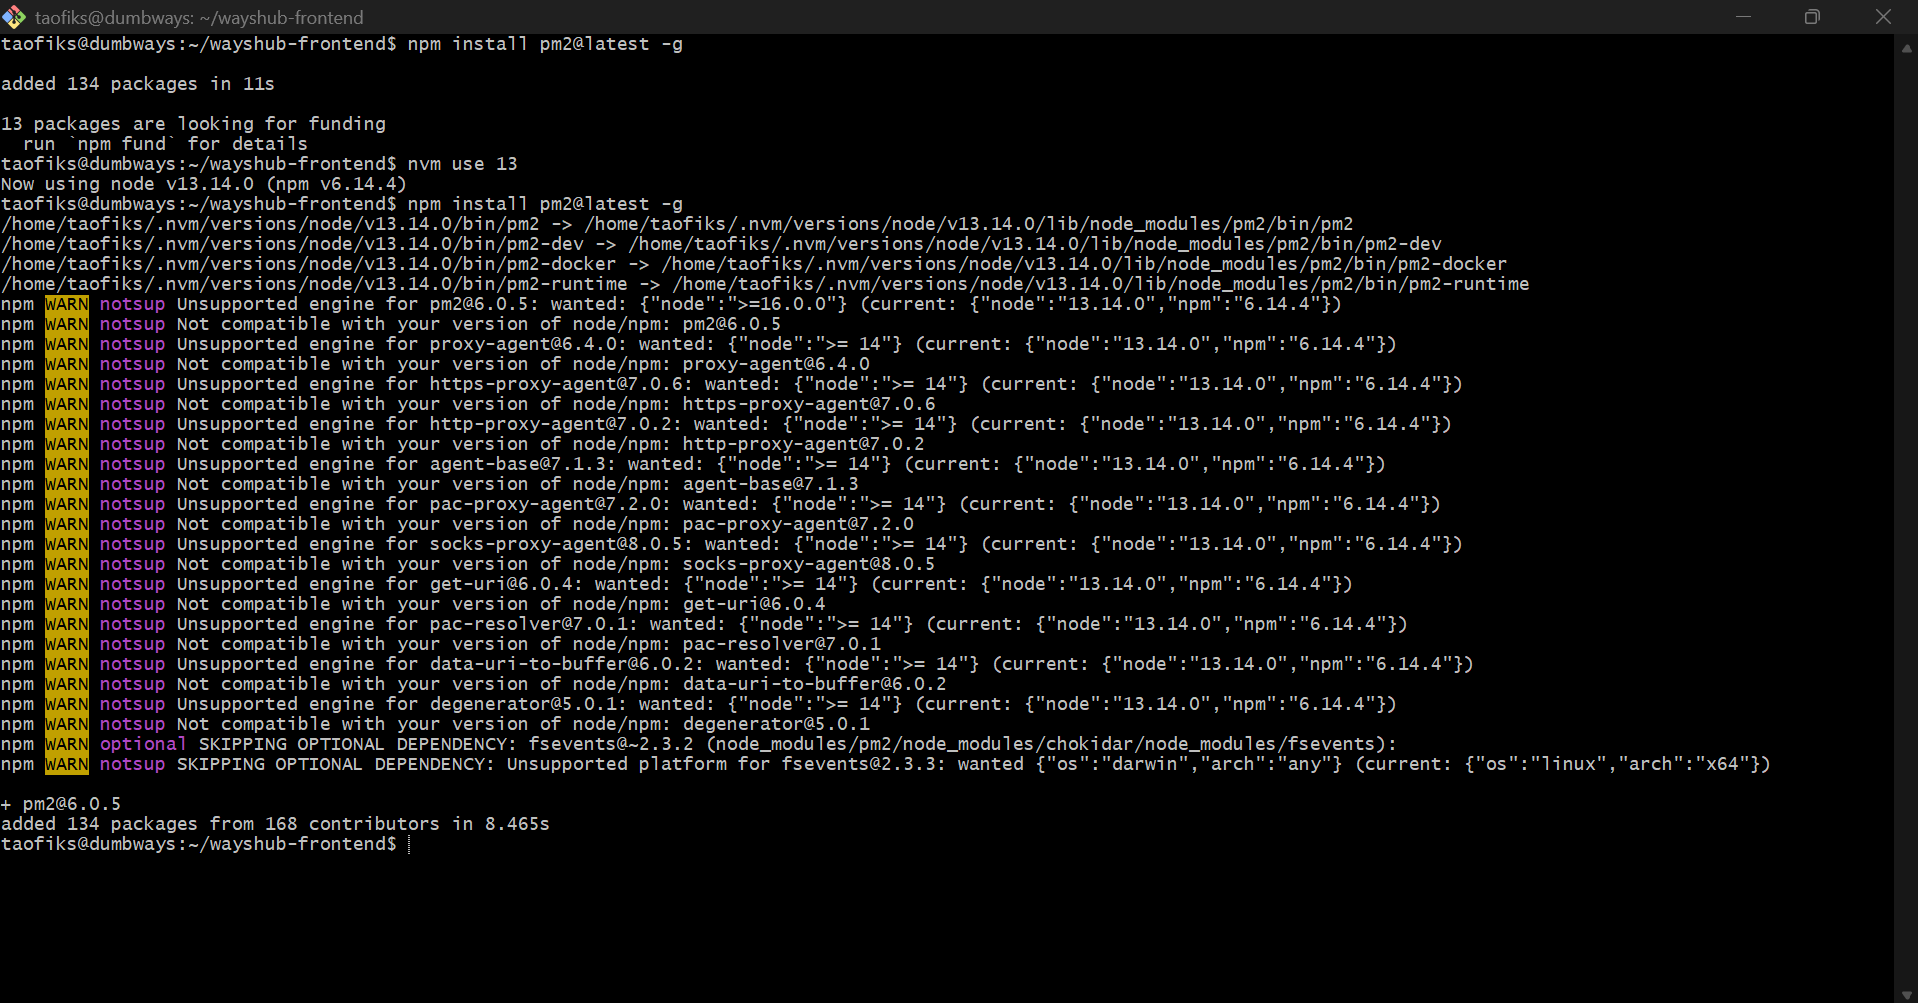 taofiks@dumbways: ~/wayshub-frontend
taofiks@dumbways:~/wayshub-frontend$ npm install pm2@latest -g
added 134 packages in 11s
13 packages are looking for funding
  run `npm fund` for details
taofiks@dumbways:~/wayshub-frontend$ nvm use 13
Now using node v13.14.0 (npm v6.14.4)
taofiks@dumbways:~/wayshub-frontend$ npm install pm2@latest -g
/home/taofiks/.nvm/versions/node/v13.14.0/bin/pm2 -> /home/taofiks/.nvm/versions/node/v13.14.0/lib/node_modules/pm2/bin/pm2
/home/taofiks/.nvm/versions/node/v13.14.0/bin/pm2-dev -> /home/taofiks/.nvm/versions/node/v13.14.0/lib/node_modules/pm2/bin/pm2-dev
/home/taofiks/.nvm/versions/node/v13.14.0/bin/pm2-docker -> /home/taofiks/.nvm/versions/node/v13.14.0/lib/node_modules/pm2/bin/pm2-docker
/home/taofiks/.nvm/versions/node/v13.14.0/bin/pm2-runtime -> /home/taofiks/.nvm/versions/node/v13.14.0/lib/node_modules/pm2/bin/pm2-runtime
npm WARN notsup Unsupported engine for pm2@6.0.5: wanted: {"node":">=16.0.0"} (current: {"node":"13.14.0","npm":"6.14.4"})
npm WARN notsup Not compatible with your version of node/npm: pm2@6.0.5
npm WARN notsup Unsupported engine for proxy-agent@6.4.0: wanted: {"node":">= 14"} (current: {"node":"13.14.0","npm":"6.14.4"})
npm WARN notsup Not compatible with your version of node/npm: proxy-agent@6.4.0
npm WARN notsup Unsupported engine for https-proxy-agent@7.0.6: wanted: {"node":">= 14"} (current: {"node":"13.14.0","npm":"6.14.4"})
npm WARN notsup Not compatible with your version of node/npm: https-proxy-agent@7.0.6
npm WARN notsup Unsupported engine for http-proxy-agent@7.0.2: wanted: {"node":">= 14"} (current: {"node":"13.14.0","npm":"6.14.4"})
npm WARN notsup Not compatible with your version of node/npm: http-proxy-agent@7.0.2
npm WARN notsup Unsupported engine for agent-base@7.1.3: wanted: {"node":">= 14"} (current: {"node":"13.14.0","npm":"6.14.4"})
npm WARN notsup Not compatible with your version of node/npm: agent-base@7.1.3
npm WARN notsup Unsupported engine for pac-proxy-agent@7.2.0: wanted: {"node":">= 14"} (current: {"node":"13.14.0","npm":"6.14.4"})
npm WARN notsup Not compatible with your version of node/npm: pac-proxy-agent@7.2.0
npm WARN notsup Unsupported engine for socks-proxy-agent@8.0.5: wanted: {"node":">= 14"} (current: {"node":"13.14.0","npm":"6.14.4"})
npm WARN notsup Not compatible with your version of node/npm: socks-proxy-agent@8.0.5
npm WARN notsup Unsupported engine for get-uri@6.0.4: wanted: {"node":">= 14"} (current: {"node":"13.14.0","npm":"6.14.4"})
npm WARN notsup Not compatible with your version of node/npm: get-uri@6.0.4
npm WARN notsup Unsupported engine for pac-resolver@7.0.1: wanted: {"node":">= 14"} (current: {"node":"13.14.0","npm":"6.14.4"})
npm WARN notsup Not compatible with your version of node/npm: pac-resolver@7.0.1
npm WARN notsup Unsupported engine for data-uri-to-buffer@6.0.2: wanted: {"node":">= 14"} (current: {"node":"13.14.0","npm":"6.14.4"})
npm WARN notsup Not compatible with your version of node/npm: data-uri-to-buffer@6.0.2
npm WARN notsup Unsupported engine for degenerator@5.0.1: wanted: {"node":">= 14"} (current: {"node":"13.14.0","npm":"6.14.4"})
npm WARN notsup Not compatible with your version of node/npm: degenerator@5.0.1
npm WARN optional SKIPPING OPTIONAL DEPENDENCY: fsevents@~2.3.2 (node_modules/pm2/node_modules/chokidar/node_modules/fsevents):
npm WARN notsup SKIPPING OPTIONAL DEPENDENCY: Unsupported platform for fsevents@2.3.3: wanted {"os":"darwin","arch":"any"} (current: {"os":"linux","arch":"x64"})
+ pm2@6.0.5
added 134 packages from 168 contributors in 8.465s
taofiks@dumbways:~/wayshub-frontend$